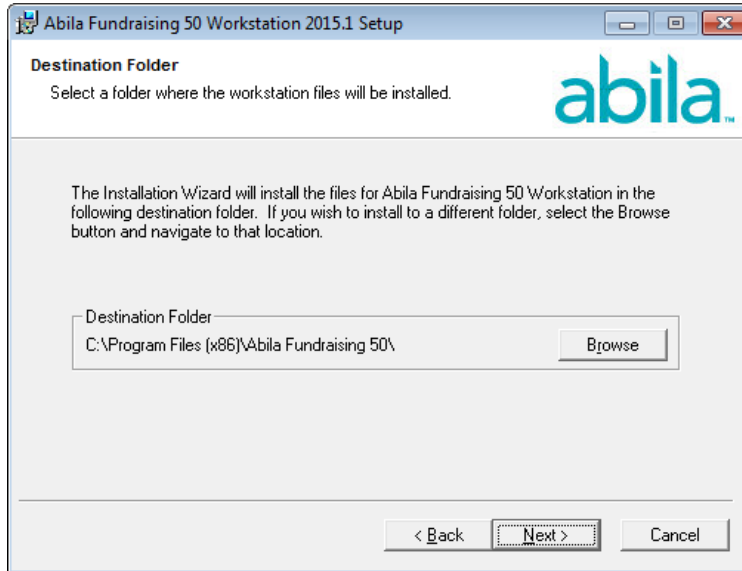 Abila Fundraising 50 Workstation 2015.1 Setup
Destination Folder
Select a folder where the workstation files will be installed.
abila™
The Installation Wizard will install the files for Abila Fundraising 50 Workstation in the
following destination folder.  If you wish to install to a different folder, select the Browse
button and navigate to that location.
Destination Folder
C:\Program Files (x86)\Abila Fundraising 50\
Browse
< Back
Next >
Cancel